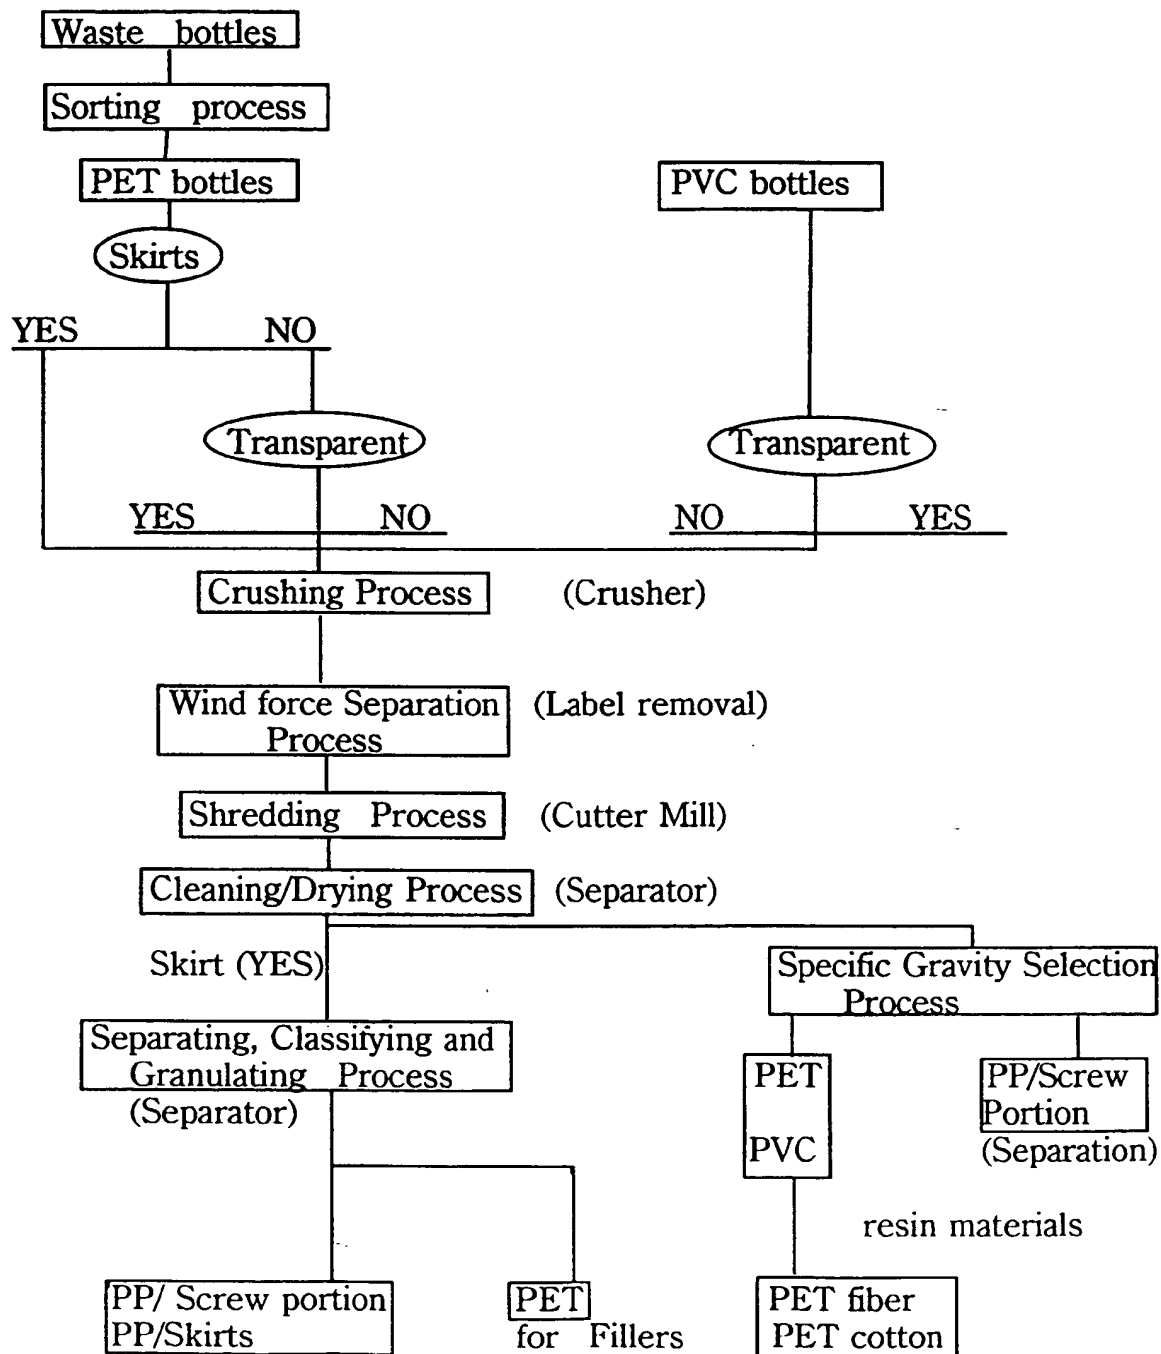 Waste bottles
Sorting process
PET bottles
PVC bottles
Skirts
YES NO
Transparent
Transparent
YES NO
NO YES
Crushing Process
(Crusher)
Wind force Separation
Process
(Label removal)
Shredding Process
(Cutter Mill)
Cleaning/Drying Process
(Separator)
Skirt (YES)
Specific Gravity Selection
Process
Separating, Classifying and
Granulating Process
(Separator)
PET
PVC
PP/Screw
Portion
(Separation)
resin materials
PP/ Screw portion
PP/Skirts
PET
for Fillers
PET fiber
PET cotton